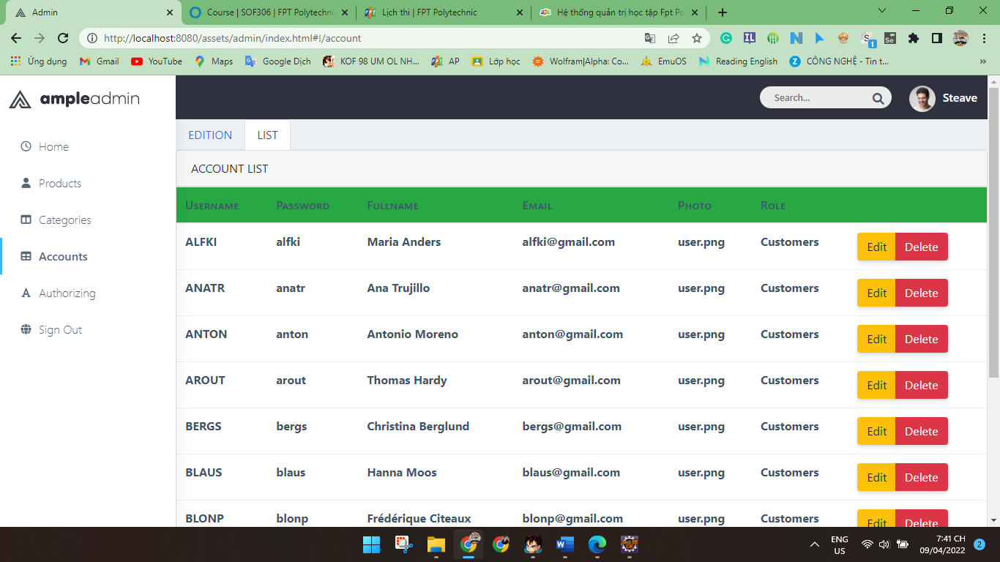 Admin
Course | SOF306 | FPT Polytechni
Lịch thi | FPT Polytechnic
Hệ thống quản trị học tập Fpt Po
http://localhost:8080/assets/admin/index.html#!/account
Ứng dụng
Gmail
YouTube
Maps
Google Dịch
KOF 98 UM OL NH...
AP
Lớp học
Wolfram|Alpha: Co...
EmuOS
Reading English
CÔNG NGHỆ - Tin t...
»
ampleadmin
Search...
Steave
Home
Products
Categories
Accounts
Authorizing
Sign Out
EDITION LIST
ACCOUNT LIST
Username Password Fullname Email Photo Role
ALFKI alfki Maria Anders alfki@gmail.com user.png Customers Edit Delete
ANATR anatr Ana Trujillo anatr@gmail.com user.png Customers Edit Delete
ANTON anton Antonio Moreno anton@gmail.com user.png Customers Edit Delete
AROUT arout Thomas Hardy arout@gmail.com user.png Customers Edit Delete
BERGS bergs Christina Berglund bergs@gmail.com user.png Customers Edit Delete
BLAUS blaus Hanna Moos blaus@gmail.com user.png Customers Edit Delete
BLONP blonp Frédérique Citeaux blonp@gmail.com user.png Customers Edit Delete
ENG
US
7:41 CH
09/04/2022
2